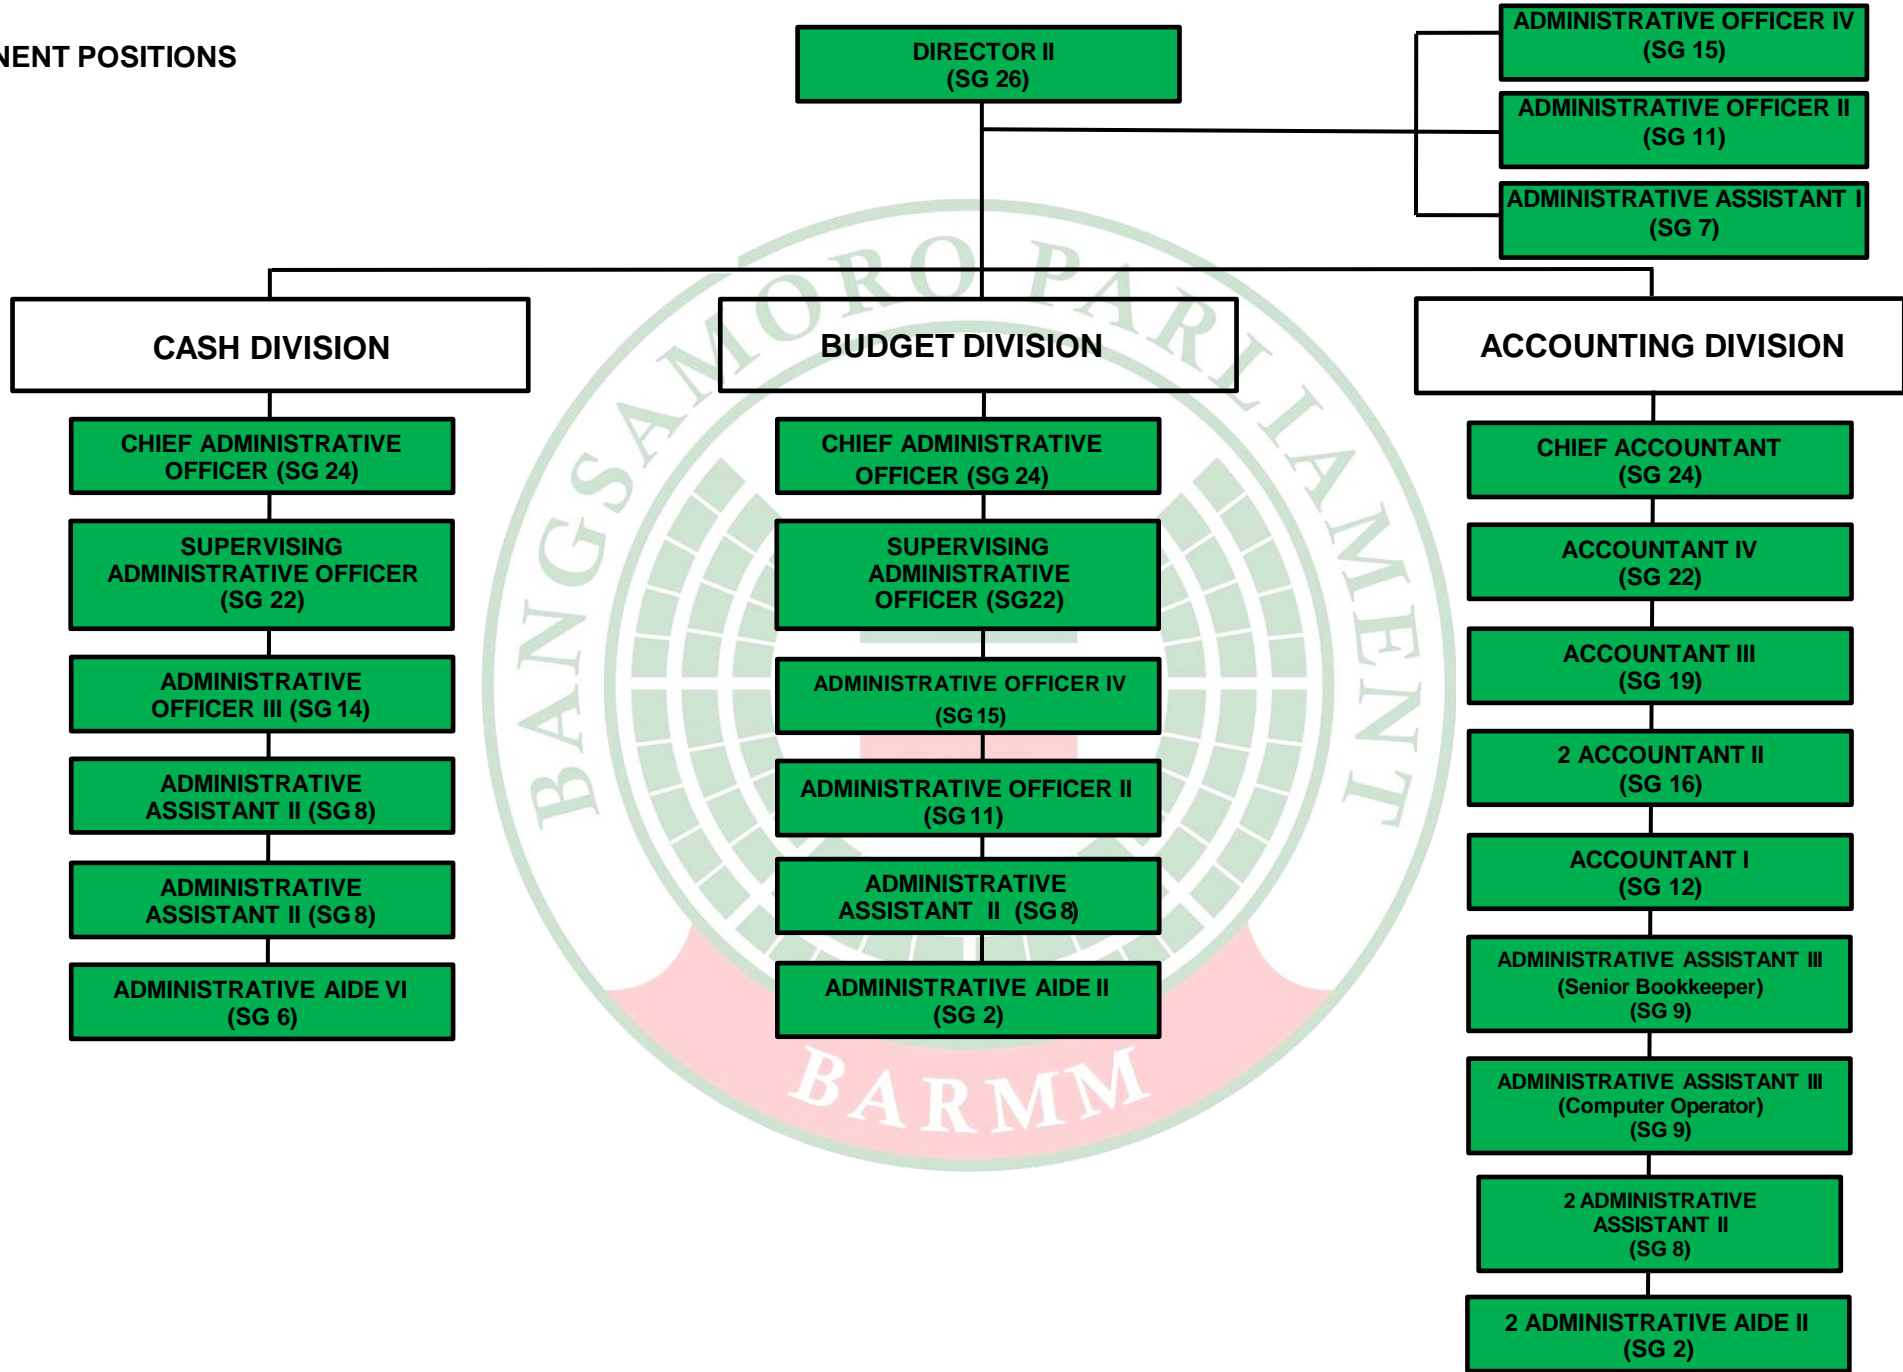 NENT POSITIONS
DIRECTOR II
(SG 26)
ADMINISTRATIVE OFFICER IV
(SG 15)
ADMINISTRATIVE OFFICER II
(SG 11)
ADMINISTRATIVE ASSISTANT I
(SG 7)
CASH DIVISION
CHIEF ADMINISTRATIVE
OFFICER (SG 24)
SUPERVISING
ADMINISTRATIVE OFFICER
(SG 22)
ADMINISTRATIVE
OFFICER III (SG 14)
ADMINISTRATIVE
ASSISTANT II (SG 8)
ADMINISTRATIVE
ASSISTANT II (SG 8)
ADMINISTRATIVE AIDE VI
(SG 6)
BUDGET DIVISION
CHIEF ADMINISTRATIVE
OFFICER (SG 24)
SUPERVISING
ADMINISTRATIVE
OFFICER (SG22)
ADMINISTRATIVE OFFICER IV
(SG 15)
ADMINISTRATIVE OFFICER II
(SG 11)
ADMINISTRATIVE
ASSISTANT II (SG 8)
ADMINISTRATIVE AIDE II
(SG 2)
ACCOUNTING DIVISION
CHIEF ACCOUNTANT
(SG 24)
ACCOUNTANT IV
(SG 22)
ACCOUNTANT III
(SG 19)
2 ACCOUNTANT II
(SG 16)
ACCOUNTANT I
(SG 12)
ADMINISTRATIVE ASSISTANT III
(Senior Bookkeeper)
(SG 9)
ADMINISTRATIVE ASSISTANT III
(Computer Operator)
(SG 9)
2 ADMINISTRATIVE
ASSISTANT II
(SG 8)
2 ADMINISTRATIVE AIDE II
(SG 2)
BANGSAMORO PARLIAMENT
BARMM